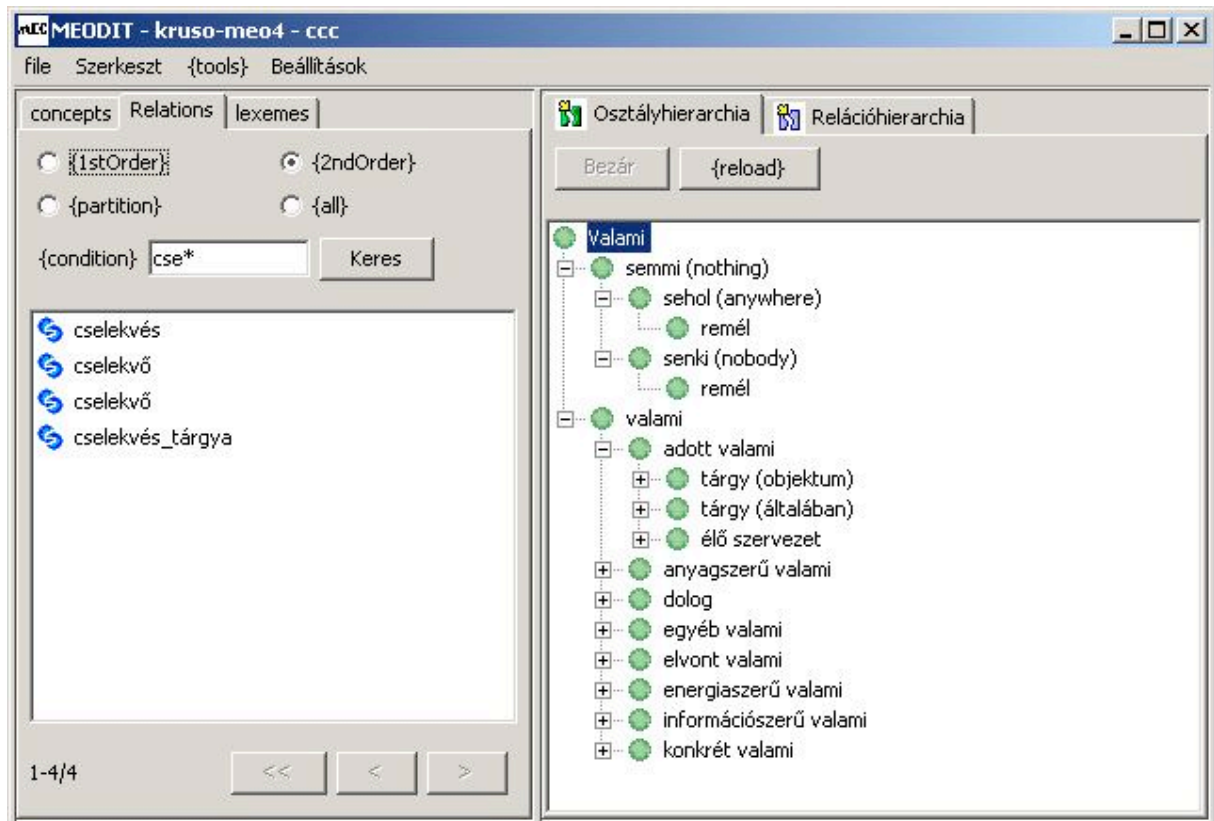 mEC MEODIT - kruso-meo4 - ccc
file Szerkeszt {tools} Beállítások
concepts Relations lexemes
{1stOrder} {2ndOrder}
{partition} {all}
{condition} cse* Keres
cselekvés
cselekvő
cselekvő
cselekvés_tárgya
1-4/4 << < >
Osztályhierarchia Relációhierarchia
Bezár {reload}
Valami
semmi (nothing)
sehol (anywhere)
remél
senki (nobody)
remél
valami
adott valami
tárgy (objektum)
tárgy (általában)
élő szervezet
anyagszerű valami
dolog
egyéb valami
elvont valami
energiaszerű valami
információszerű valami
konkrét valami